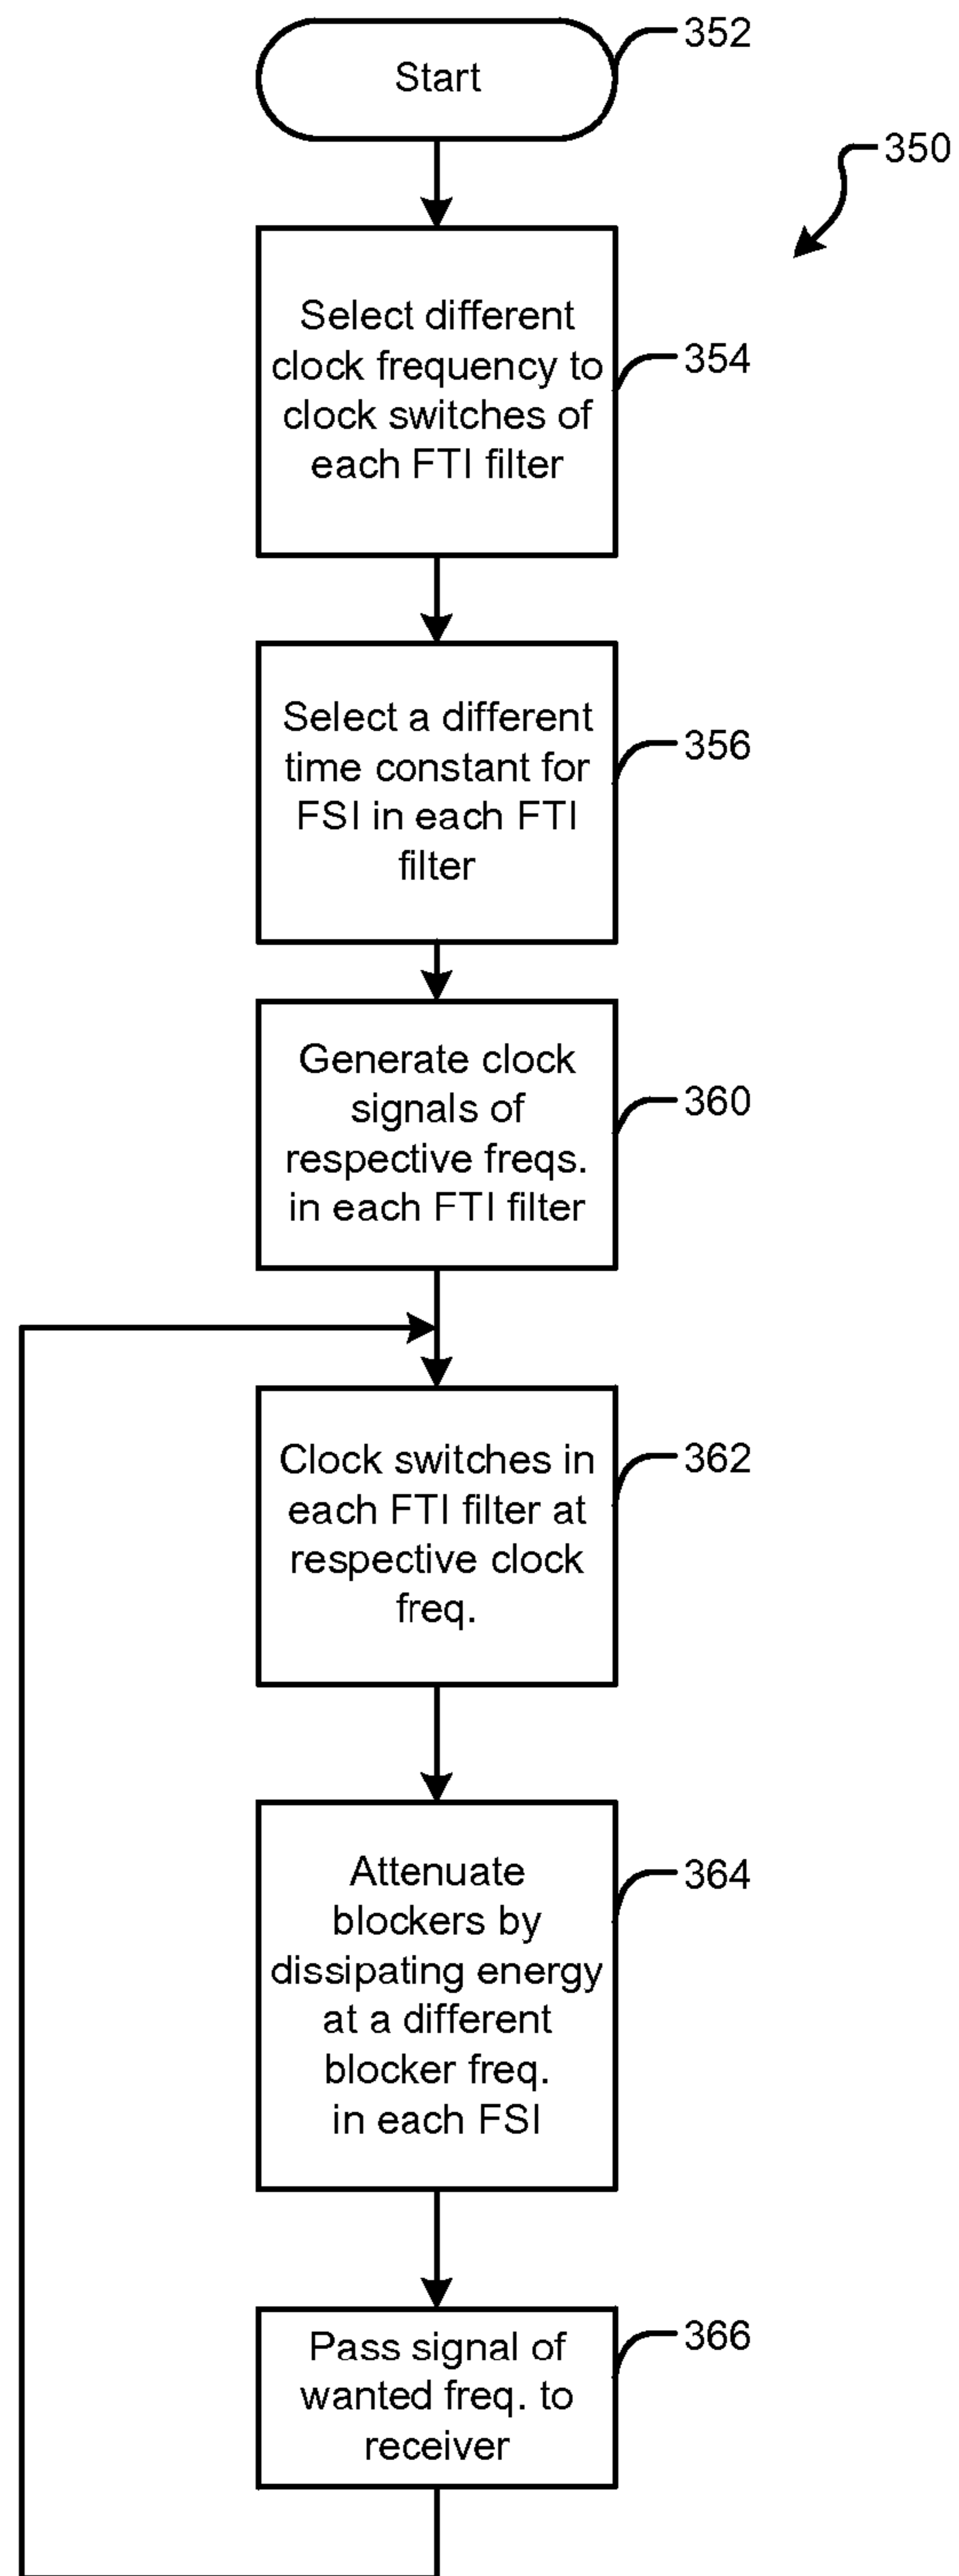 Start
352
350
Select different
clock frequency to
clock switches of
each FTI filter
354
Select a different
time constant for
FSI in each FTI
filter
356
Generate clock
signals of
respective freqs.
in each FTI filter
360
Clock switches in
each FTI filter at
respective clock
freq.
362
Attenuate
blockers by
dissipating energy
at a different
blocker freq.
in each FSI
364
Pass signal of
wanted freq. to
receiver
366